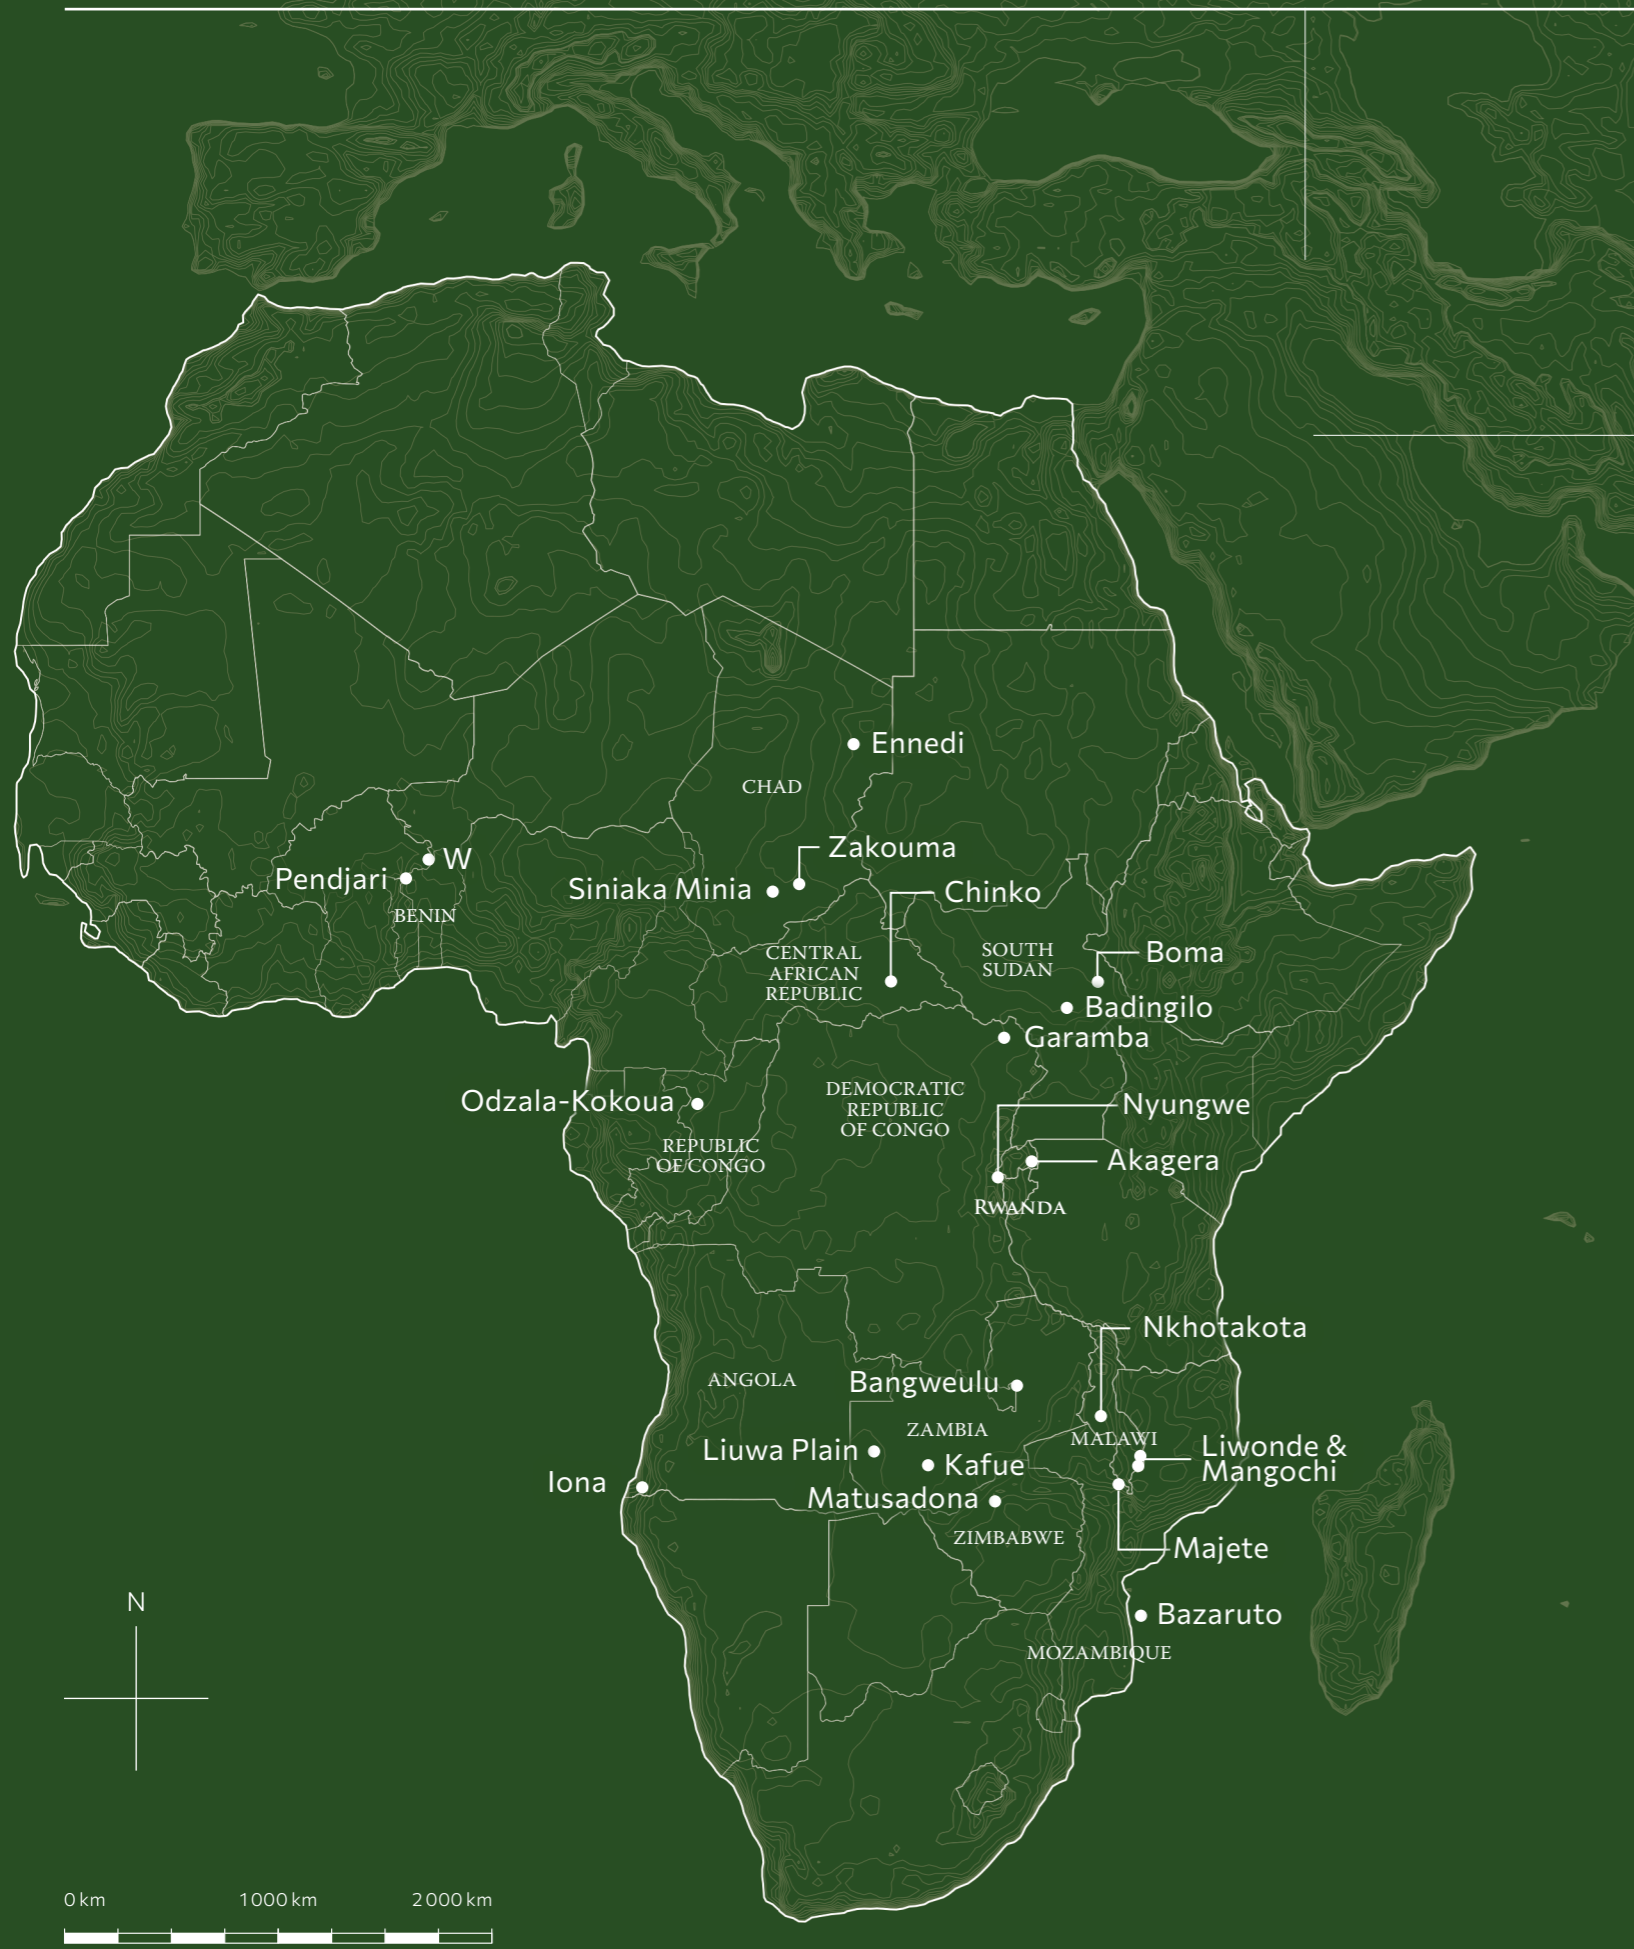 Ennedi
CHAD
Zakouma
W
Pendjari
Siniaka Minia
Chinko
BENIN
CENTRAL
AFRICAN
REPUBLIC
SOUTH
SUDAN
Boma
Badingilo
Garamba
Odzala-Kokoua
DEMOCRATIC
REPUBLIC
OF CONGO
Nyungwe
REPUBLIC
OF CONGO
Akagera
RWANDA
Nkhotakota
ANGOLA
Bangweulu
ZAMBIA
MALAWI
Liuwa Plain
Kafue
Liwonde &
Mangochi
Iona
Matusadona
ZIMBABWE
Majete
N
Bazaruto
MOZAMBIQUE
0 km 1000 km 2000 km